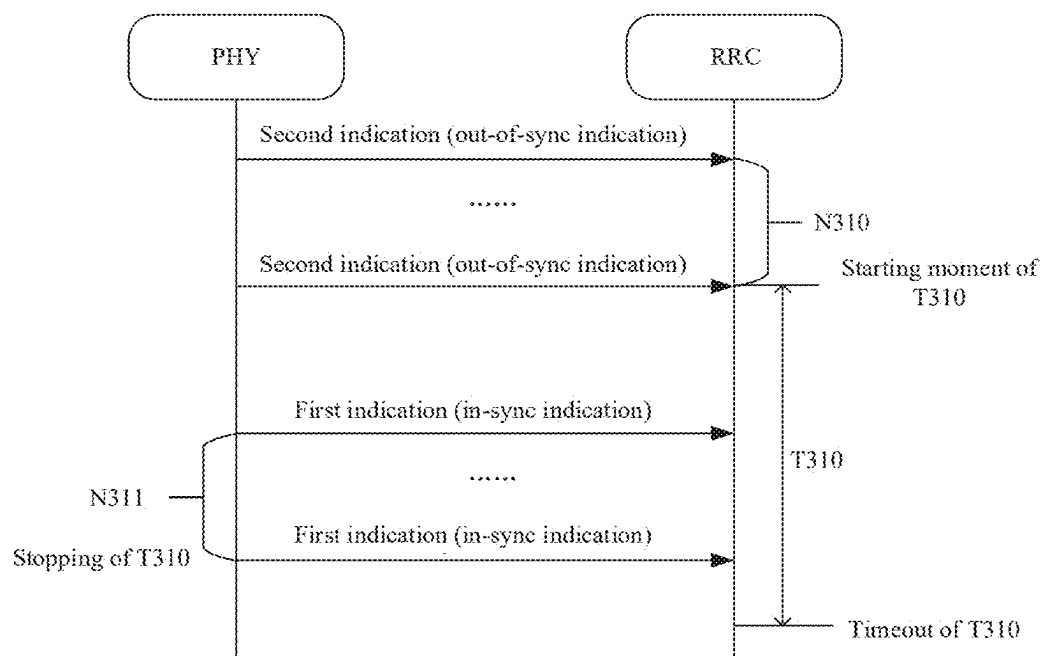 PHY
RRC
Second indication (out-of-sync indication)
......
N310
Second indication (out-of-sync indication)
Starting moment of
T310
First indication (in-sync indication)
T310
......
N311
First indication (in-sync indication)
Stopping of T310
Timeout of T310